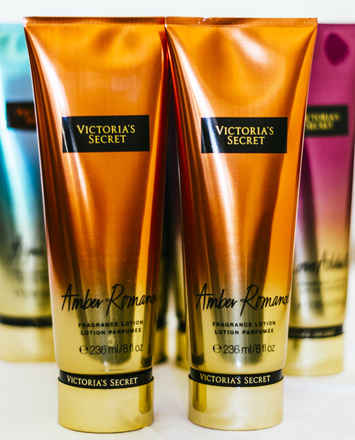 VICTORIA'S
SECRET
Amber Romance
FRAGRANCE LOTION
LOTION PARFUMÉE
℮ 236 ml/8 fl oz
VICTORIA'S SECRET
VICTORIA'S
SECRET
Amber Romance
FRAGRANCE LOTION
LOTION PARFUMÉE
℮ 236 ml/8 fl oz
VICTORIA'S SECRET